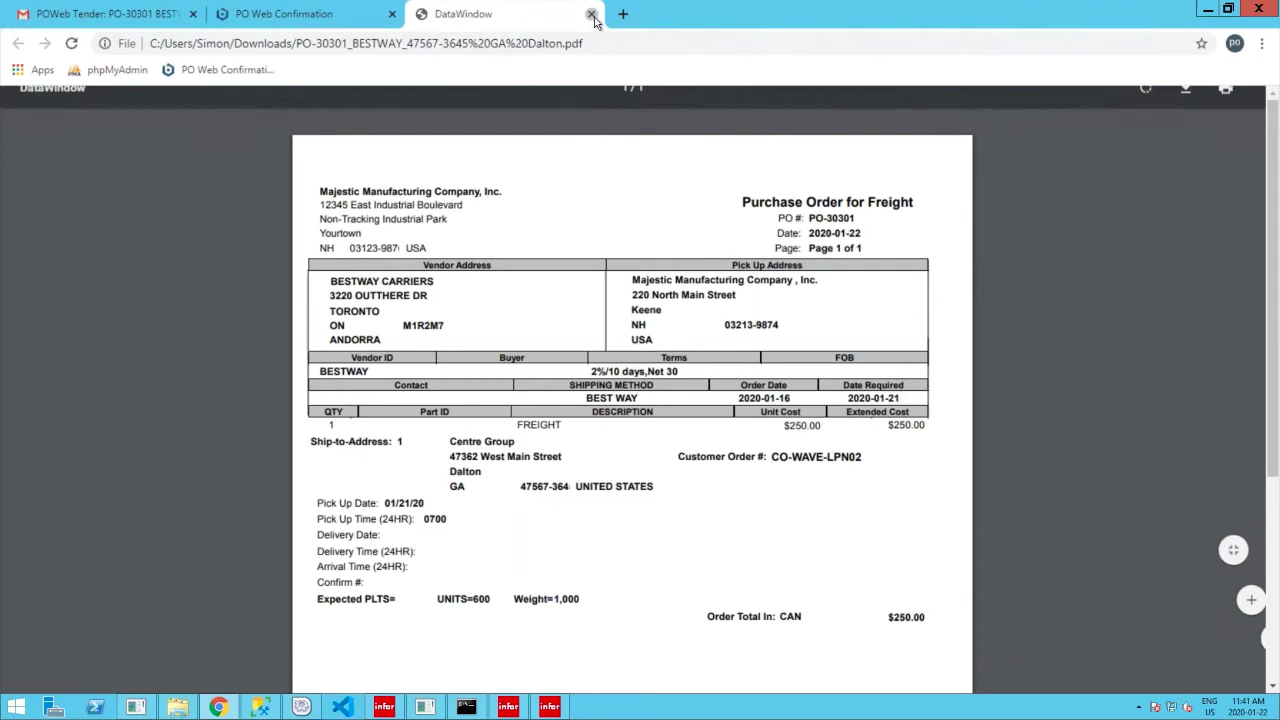 POWeb Tender: PO-30301 BESTW
PO Web Confirmation
DataWindow
File C:/Users/Simon/Downloads/PO-30301_BESTWAY_47567-3645%20GA%20Dalton.pdf
po
Apps phpMyAdmin PO Web Confirmati...
DataWindow
1 / 1
Majestic Manufacturing Company, Inc.
12345 East Industrial Boulevard
Non-Tracking Industrial Park
Yourtown
NH 03123-987 USA
Purchase Order for Freight
PO #: PO-30301
Date: 2020-01-22
Page: Page 1 of 1
Vendor Address Pick Up Address
BESTWAY CARRIERS
3220 OUTTHERE DR
TORONTO
ON M1R2M7
ANDORRA
Majestic Manufacturing Company , Inc.
220 North Main Street
Keene
NH 03213-9874
USA
Vendor ID Buyer Terms FOB
BESTWAY 2%/10 days,Net 30
Contact SHIPPING METHOD Order Date Date Required
BEST WAY 2020-01-16 2020-01-21
QTY Part ID DESCRIPTION Unit Cost Extended Cost
1 FREIGHT $250.00 $250.00
Ship-to-Address: 1 Centre Group
47362 West Main Street Customer Order #: CO-WAVE-LPN02
Dalton
GA 47567-364 UNITED STATES
Pick Up Date: 01/21/20
Pick Up Time (24HR): 0700
Delivery Date:
Delivery Time (24HR):
Arrival Time (24HR):
Confirm #:
Expected PLTS= UNITS=600 Weight=1,000
Order Total In: CAN $250.00
infor
infor
infor
ENG
US
11:41 AM
2020-01-22